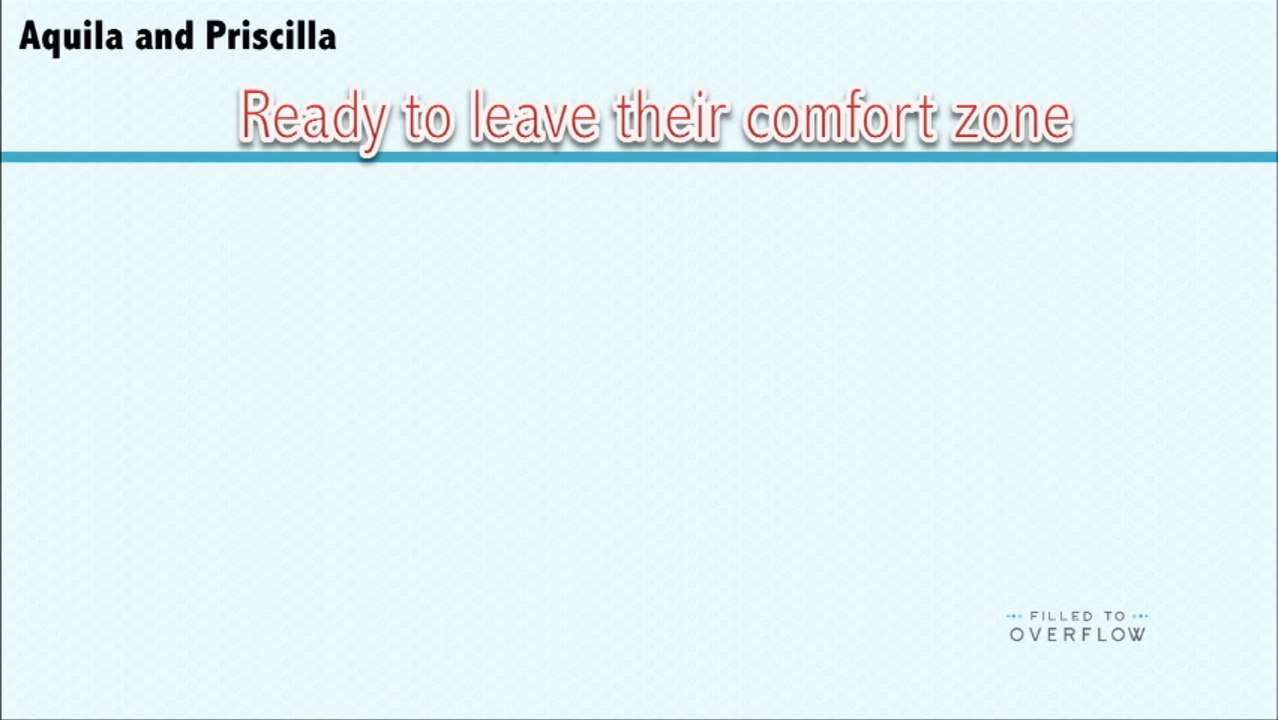 Aquila and Priscilla
Ready to leave their comfort zone
FILLED TO
OVERFLOW